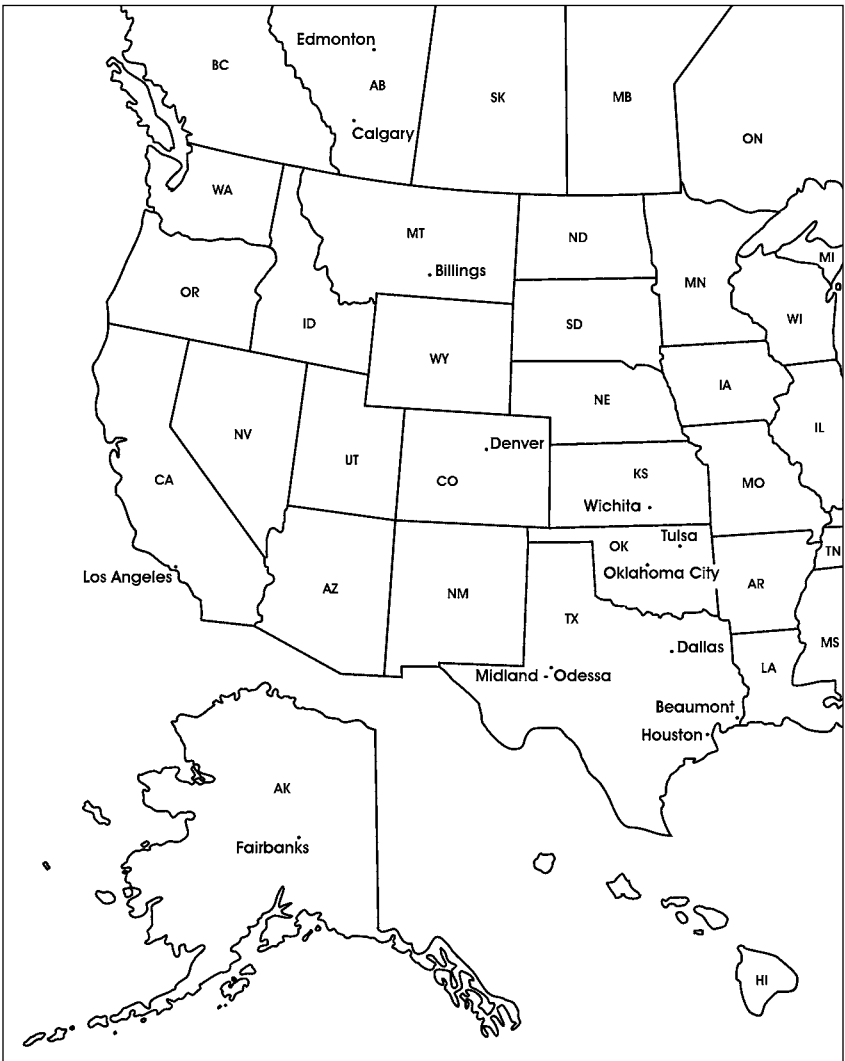 Edmonton
BC
AB
SK
MB
Calgary
ON
WA
MT
ND
MI
Billings
MN
OR
WI
ID
SD
WY
IA
NE
IL
NV
Denver
UT
KS
CA
CO
MO
Wichita
Tulsa
OK
TN
Oklahoma City
Los Angeles
AR
AZ
NM
TX
MS
Dallas
LA
Midland - Odessa
Beaumont
Houston
AK
Fairbanks
HI